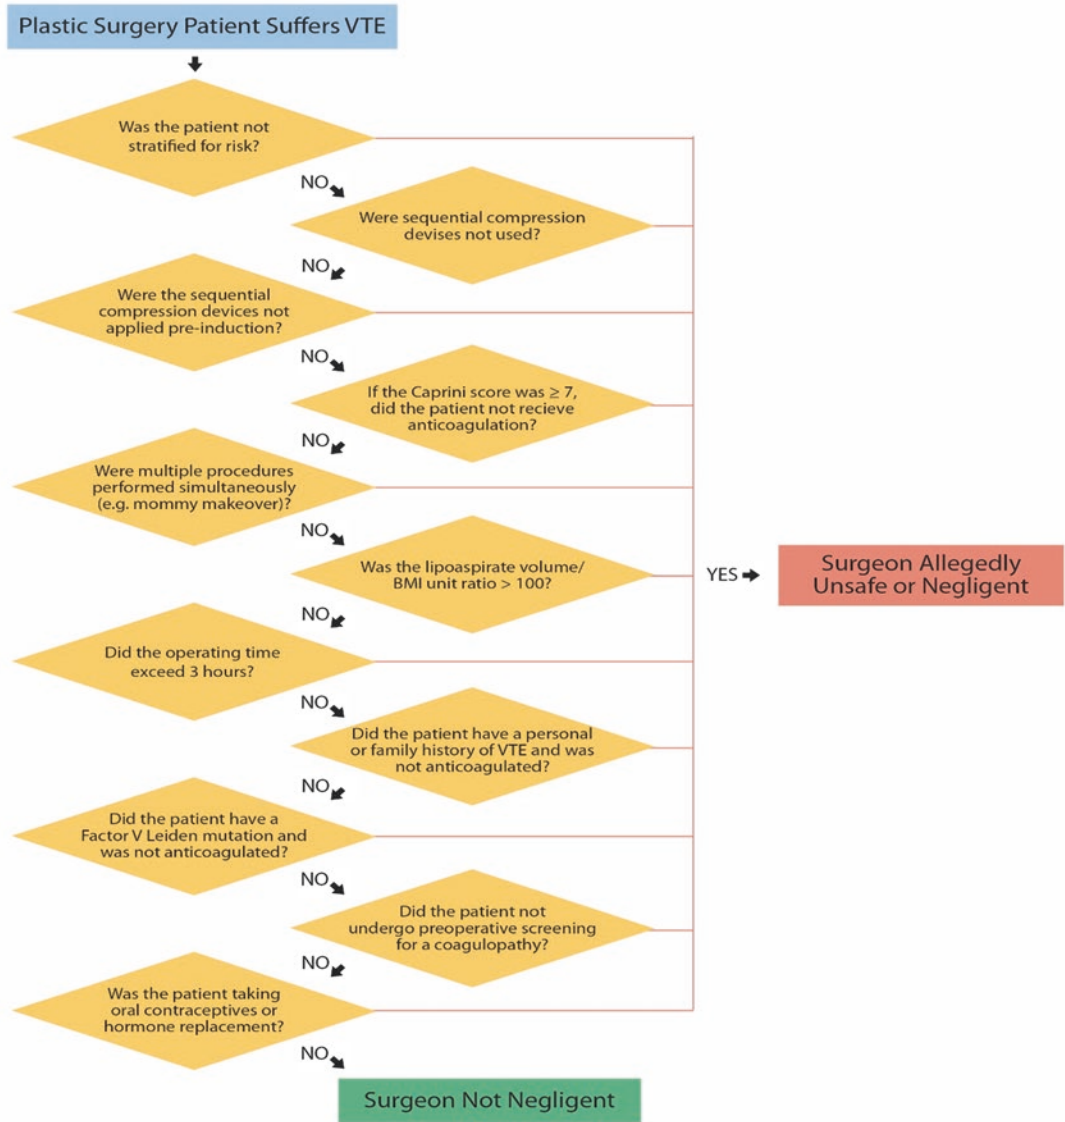 Plastic Surgery Patient Suffers VTE
Was the patient not
stratified for risk?
NO
Were sequential compression
devises not used?
NO
Were the sequential
compression devices not
applied pre-induction?
NO
If the Caprini score was ≥ 7,
did the patient not recieve
anticoagulation?
NO
Were multiple procedures
performed simultaneously
(e.g. mommy makeover)?
NO
Was the lipoaspirate volume/
BMI unit ratio > 100?
YES
Surgeon Allegedly
Unsafe or Negligent
NO
Did the operating time
exceed 3 hours?
NO
Did the patient have a personal
or family history of VTE and was
not anticoagulated?
NO
Did the patient have a
Factor V Leiden mutation and
was not anticoagulated?
NO
Did the patient not
undergo preoperative screening
for a coagulopathy?
NO
Was the patient taking
oral contraceptives or
hormone replacement?
NO
Surgeon Not Negligent